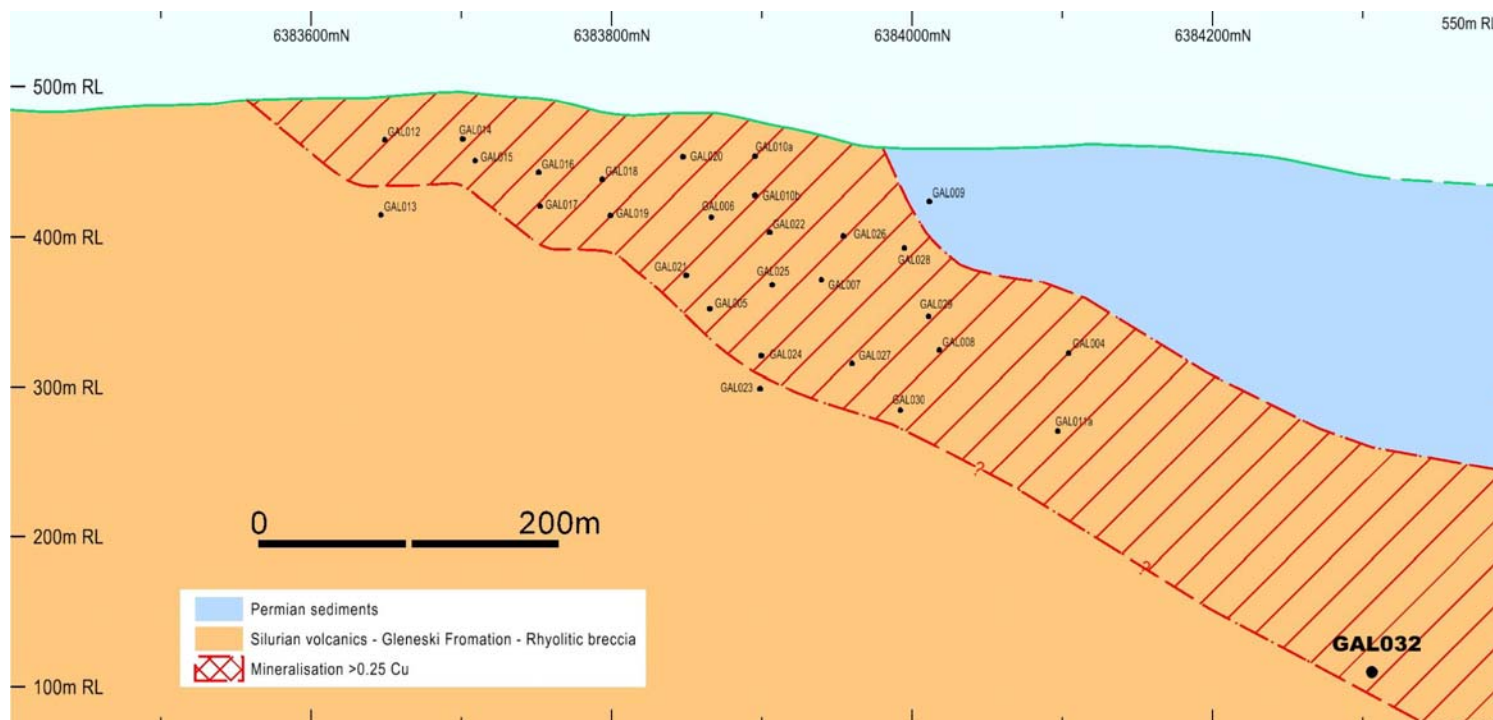 6383600mN 6383800mN 6384000mN 6384200mN 550m RL
500m RL
GAL012 GAL014
GAL015 GAL016 GAL018 GAL020 GAL010a
GAL013 GAL017 GAL019 GAL006 GAL010b GAL009
GAL022 GAL026
400m RL
GAL028
GAL021 GAL025 GAL007
GAL005 GAL029
GAL024 GAL027 GAL008 GAL004
300m RL
GAL023 GAL030
GAL011a
?
0 200m
200m RL
?
Permian sediments
Silurian volcanics - Gleneski Fromation - Rhyolitic breccia
GAL032
Mineralisation >0.25 Cu
100m RL